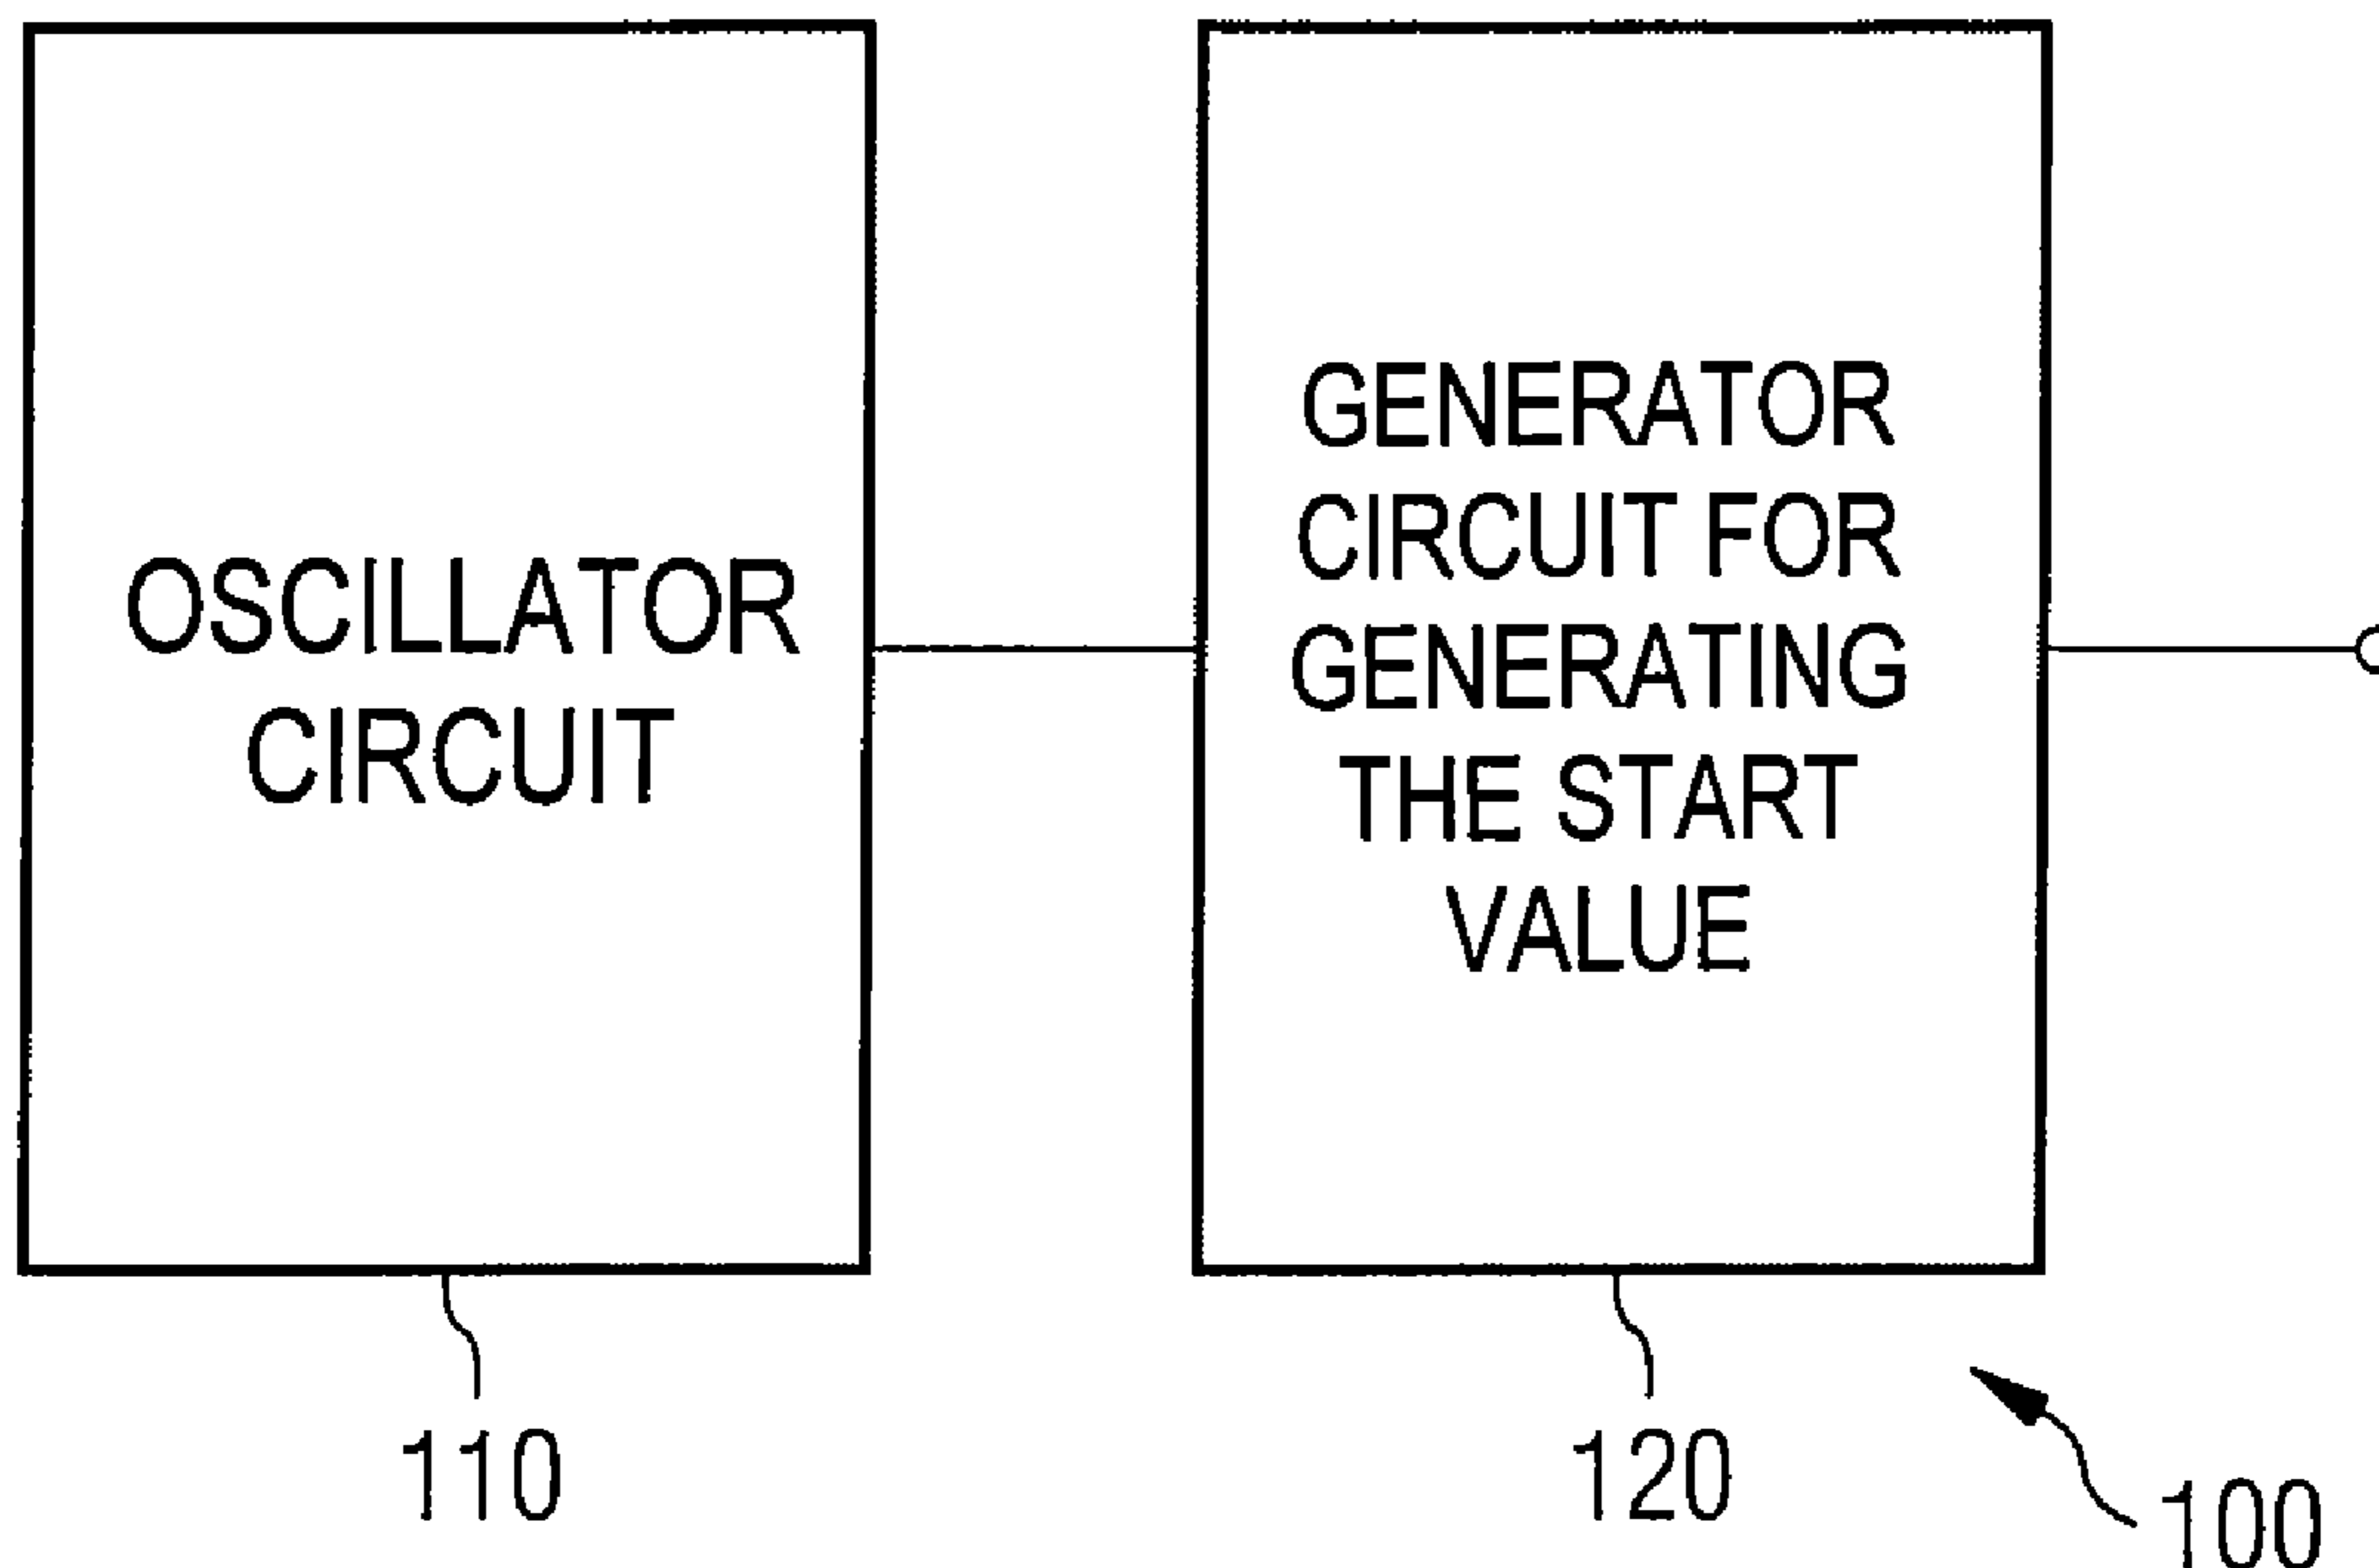 OSCILLATOR
CIRCUIT
GENERATOR
CIRCUIT FOR
GENERATING
THE START
VALUE
110
120
100